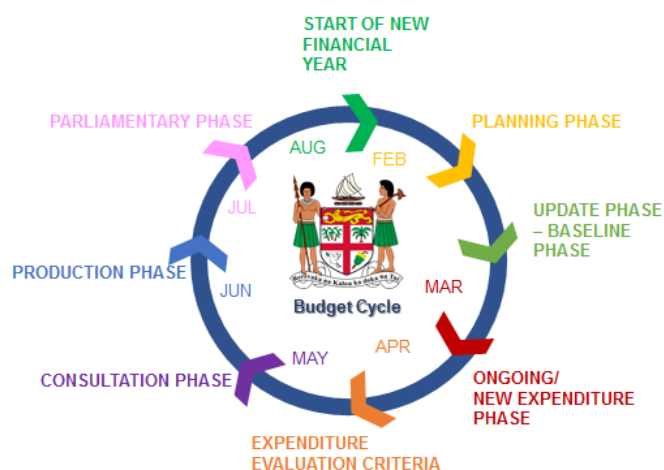 START OF NEW
FINANCIAL
YEAR
PARLIAMENTARY PHASE
PLANNING PHASE
AUG
FEB
JUL
UPDATE PHASE
– BASELINE
PHASE
PRODUCTION PHASE
JUN
MAR
Budget Cycle
MAY
APR
CONSULTATION PHASE
ONGOING/
NEW EXPENDITURE
PHASE
EXPENDITURE
EVALUATION CRITERIA